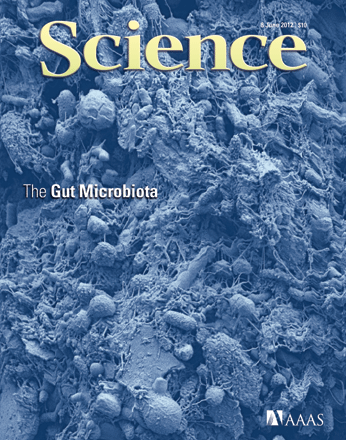 8 June 2012 | $10
Science
The Gut Microbiota
AAAS